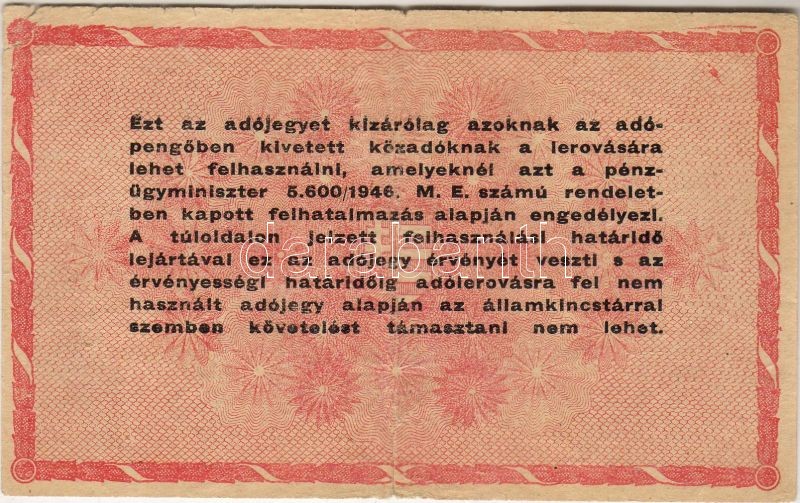 Ezt az adójegyet kizárólag azoknak az adó-
pengőben kivetett közadóknak a lerovására
lehet felhasználni, amelyeknél azt a pénz-
ügyminiszter 5.600/1946. M. E. számú rendelet-
ben kapott felhatalmazás alapján engedélyezi.
A túloldalon jelzett felhasználási határidő
lejártával ez az adójegy érvényét veszti s az
érvényességi határidőig adólerovásra fel nem
használt adójegy alapján az államkincstárral
szemben követelést támasztani nem lehet.
darabanth